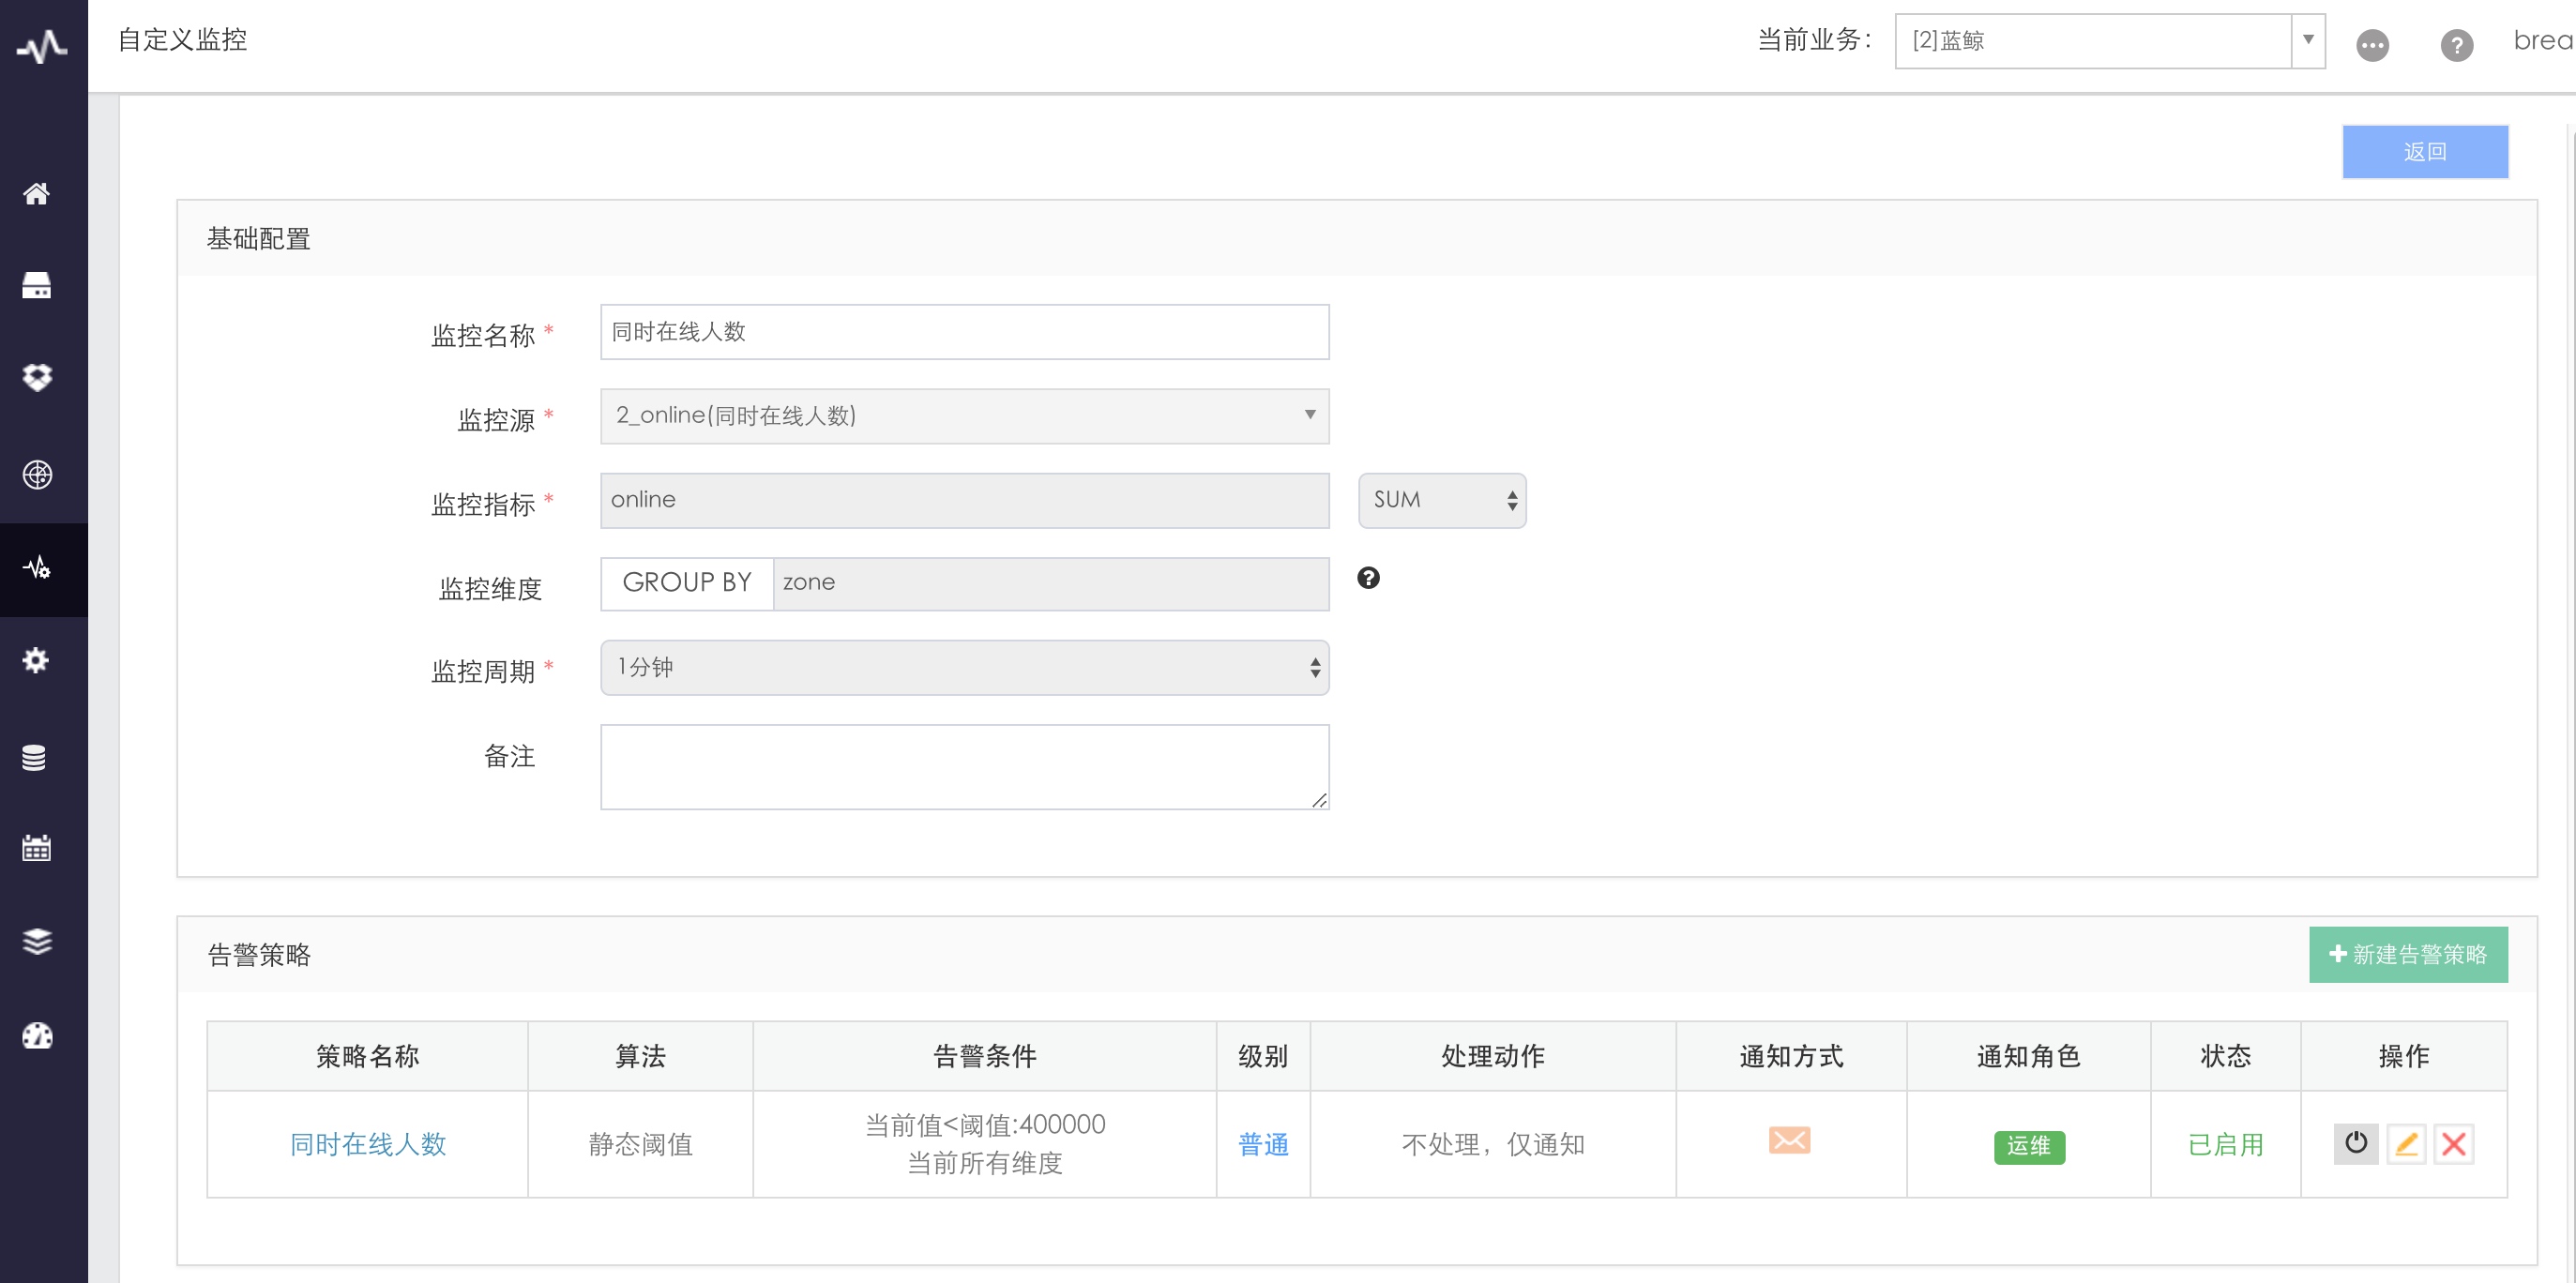 自定义监控
当前业务：
[2]蓝鲸
brea
返回
基础配置
监控名称 *
同时在线人数
监控源 *
2_online(同时在线人数)
监控指标 *
online
SUM
监控维度
GROUP BY
zone
监控周期 *
1分钟
备注
告警策略
新建告警策略
策略名称
算法
告警条件
级别
处理动作
通知方式
通知角色
状态
操作
同时在线人数
静态阈值
当前值<阈值:400000
当前所有维度
普通
不处理，仅通知
运维
已启用